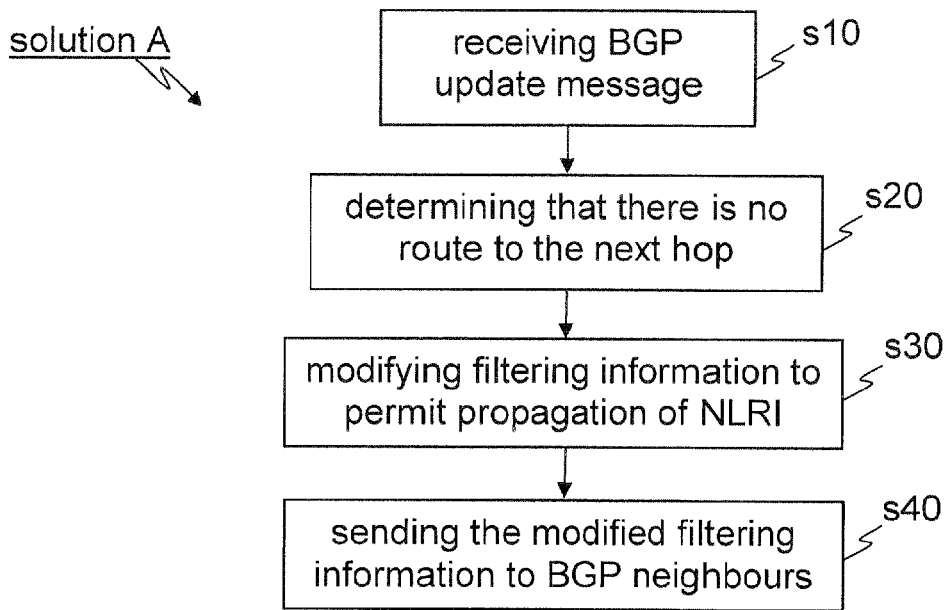 solution A
receiving BGP
update message
s10
determining that there is no
route to the next hop
s20
modifying filtering information to
permit propagation of NLRI
s30
sending the modified filtering
information to BGP neighbours
s40